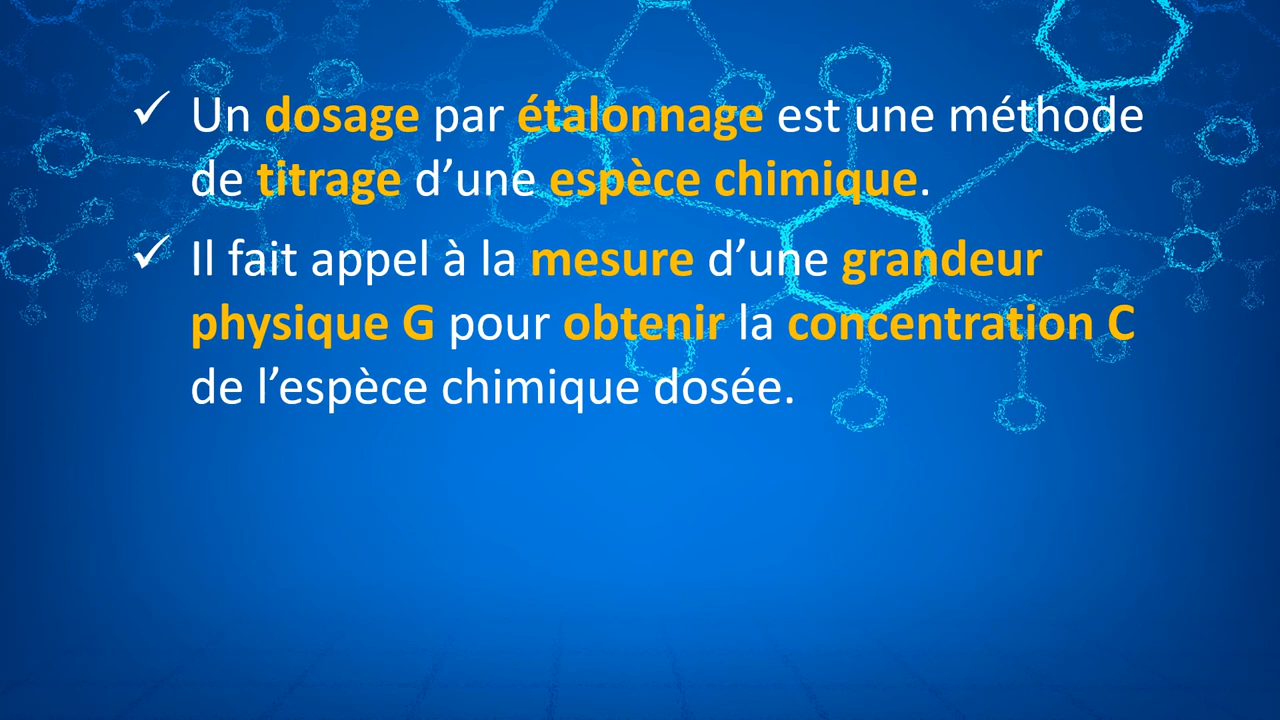 ✓ Un dosage par étalonnage est une méthode
de titrage d’une espèce chimique.
✓ Il fait appel à la mesure d’une grandeur
physique G pour obtenir la concentration C
de l’espèce chimique dosée.